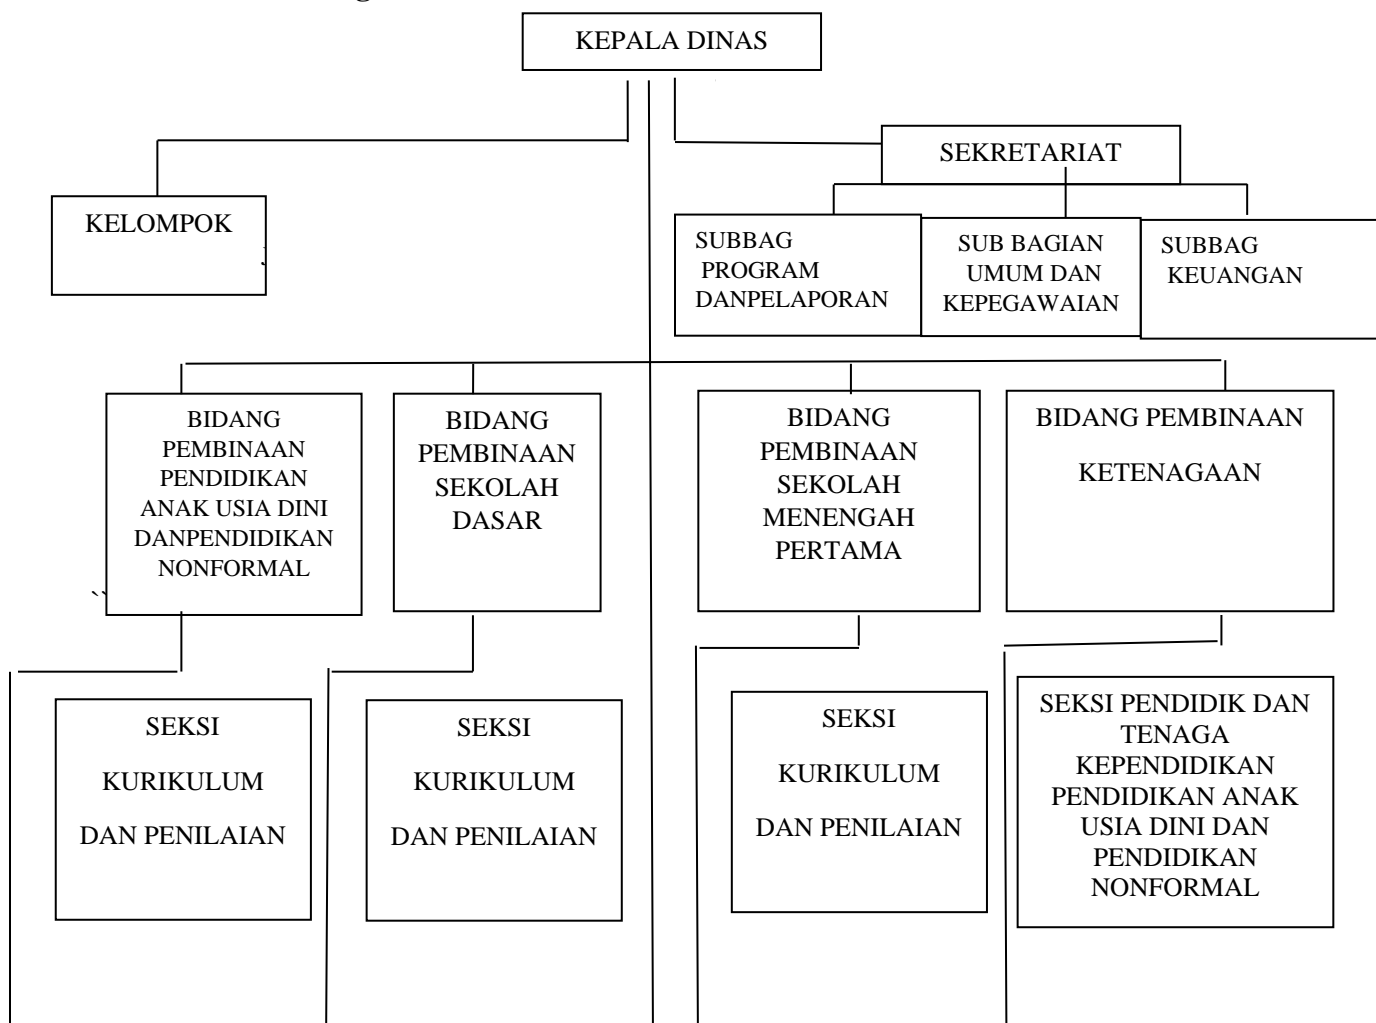 KEPALA DINAS
SEKRETARIAT
KELOMPOK
SUBBAG
PROGRAM
DANPELAPORAN
SUB BAGIAN
UMUM DAN
KEPEGAWAIAN
SUBBAG
KEUANGAN
BIDANG
PEMBINAAN
PENDIDIKAN
ANAK USIA DINI
DANPENDIDIKAN
NONFORMAL
BIDANG
PEMBINAAN
SEKOLAH
DASAR
BIDANG
PEMBINAAN
SEKOLAH
MENENGAH
PERTAMA
BIDANG PEMBINAAN
KETENAGAAN
\`\`
SEKSI
KURIKULUM
DAN PENILAIAN
SEKSI
KURIKULUM
DAN PENILAIAN
SEKSI
KURIKULUM
DAN PENILAIAN
SEKSI PENDIDIK DAN
TENAGA
KEPENDIDIKAN
PENDIDIKAN ANAK
USIA DINI DAN
PENDIDIKAN
NONFORMAL